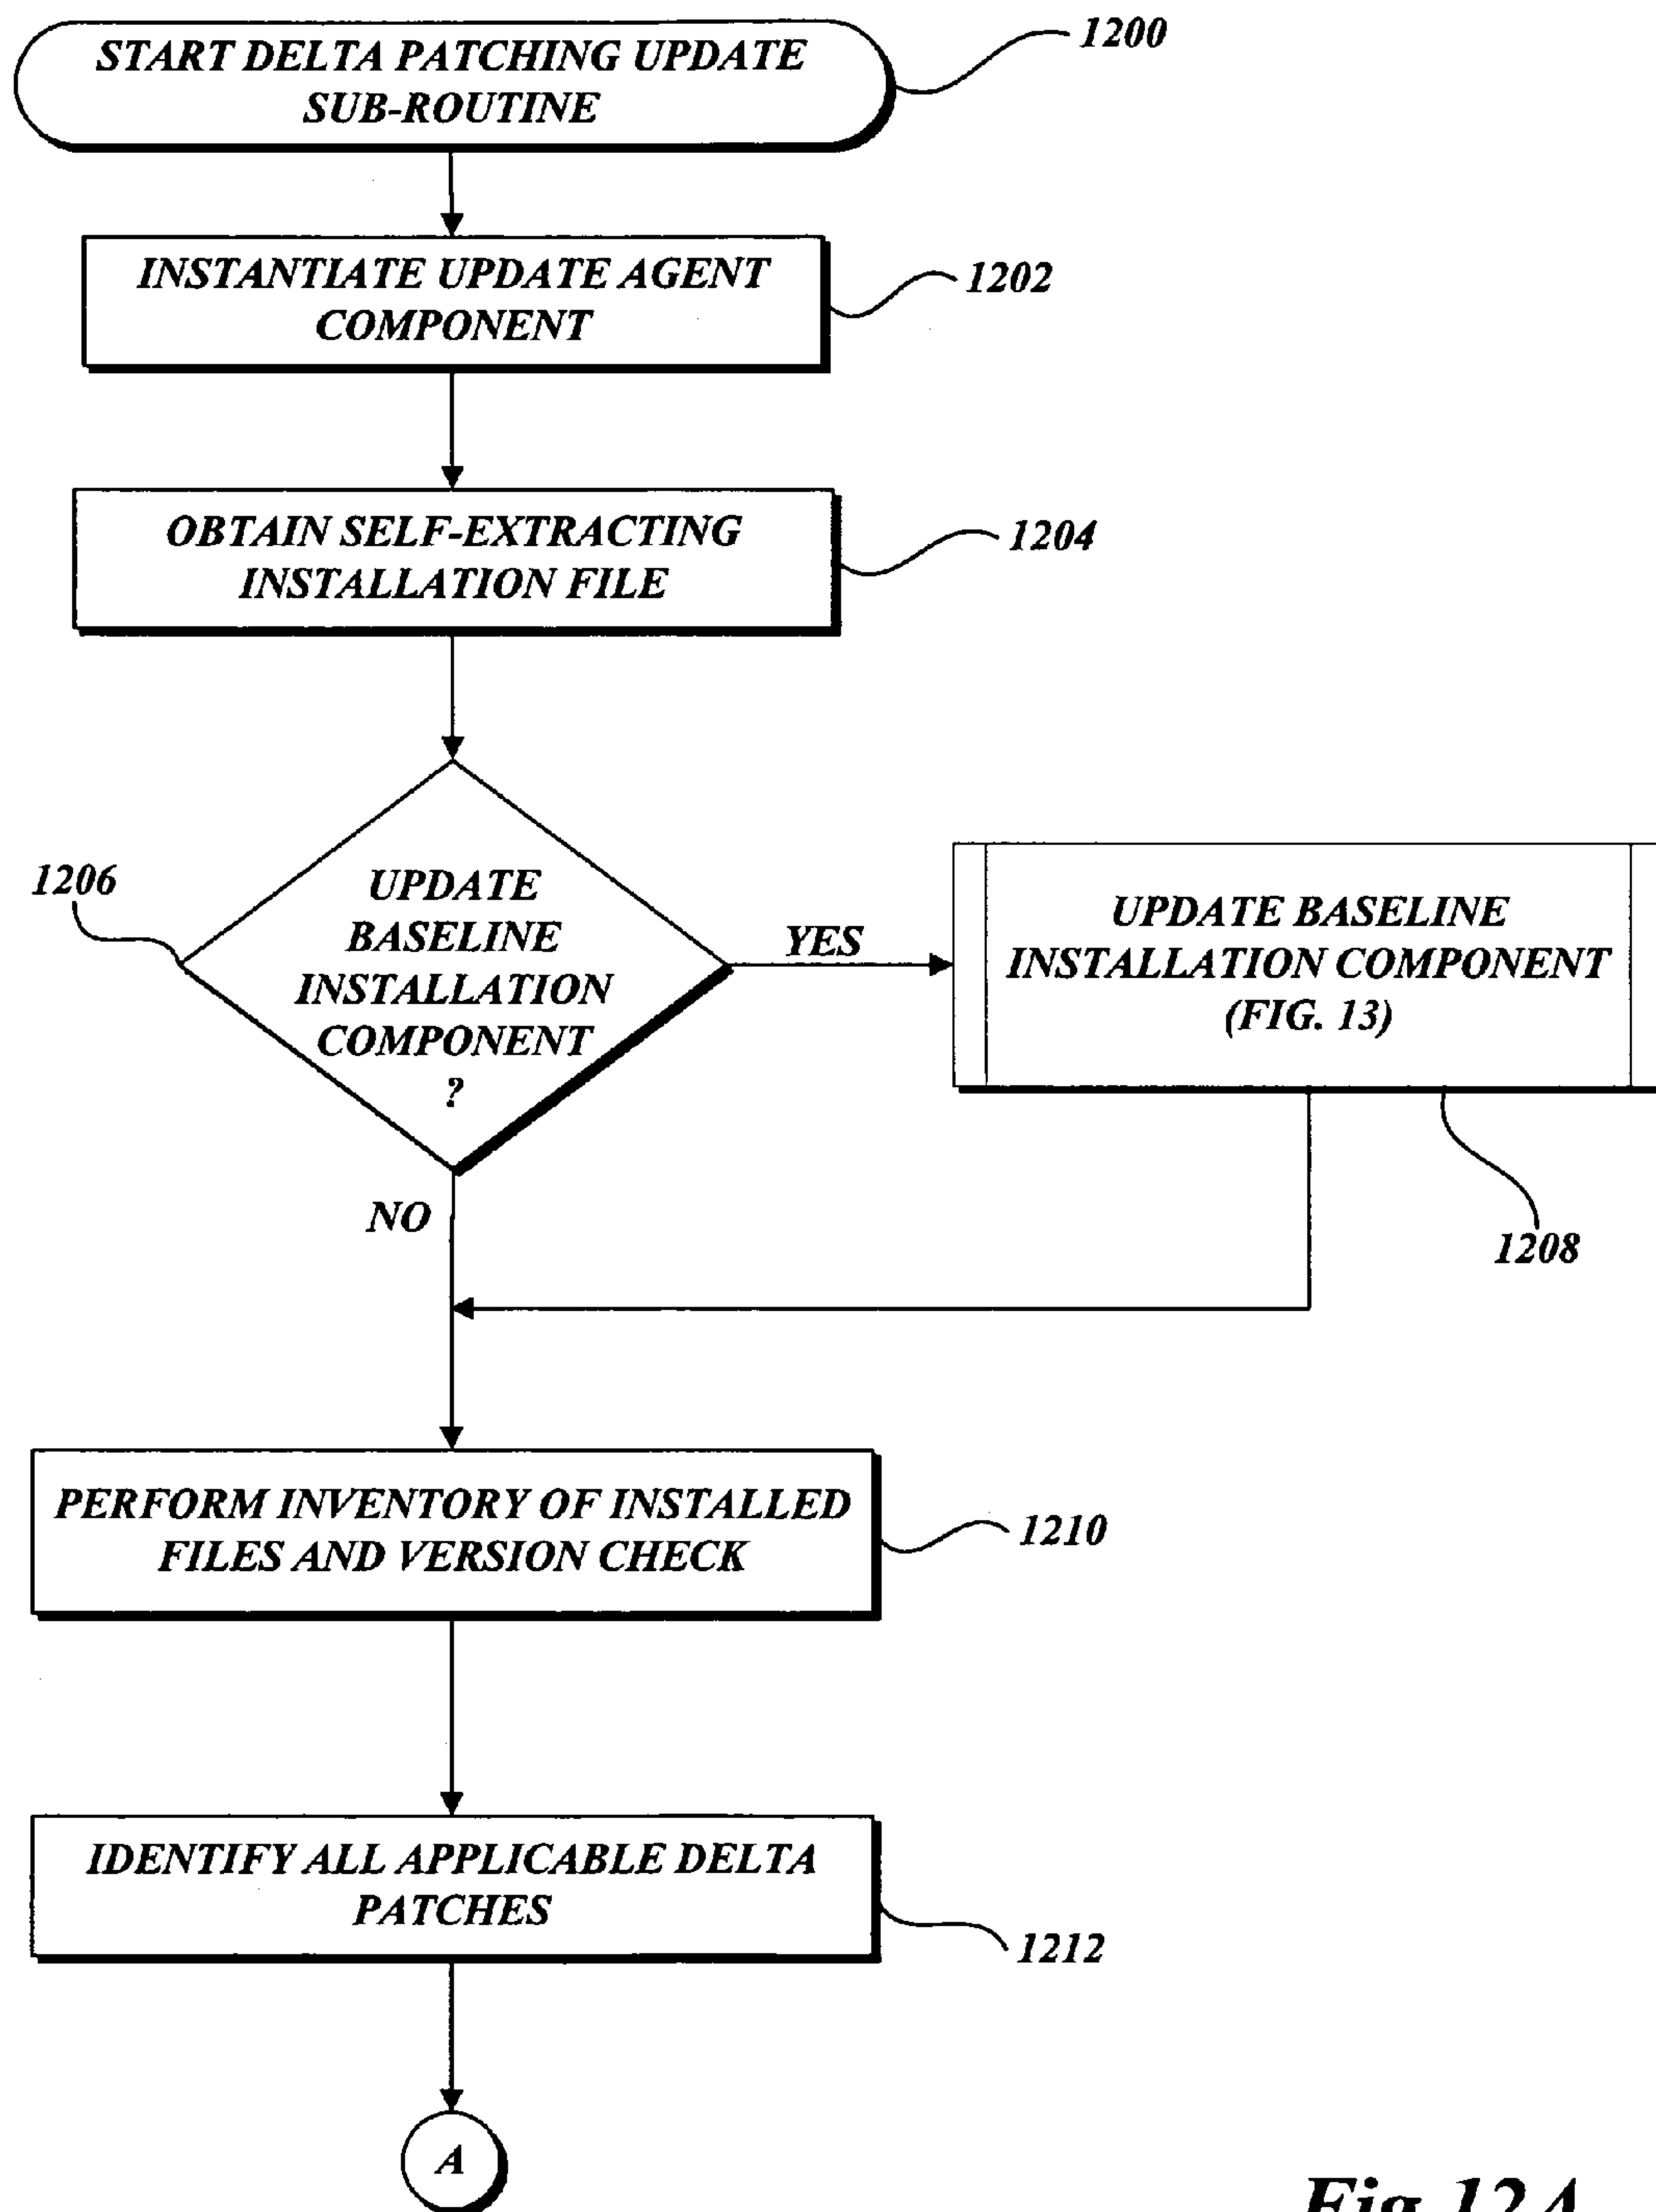 START DELTA PATCHING UPDATE
SUB-ROUTINE
1200
INSTANTIATE UPDATE AGENT
COMPONENT
1202
OBTAIN SELF-EXTRACTING
INSTALLATION FILE
1204
1206
UPDATE
BASELINE
INSTALLATION
COMPONENT
?
YES
UPDATE BASELINE
INSTALLATION COMPONENT
(FIG. 13)
1208
NO
PERFORM INVENTORY OF INSTALLED
FILES AND VERSION CHECK
1210
IDENTIFY ALL APPLICABLE DELTA
PATCHES
1212
A
Fig.12A.